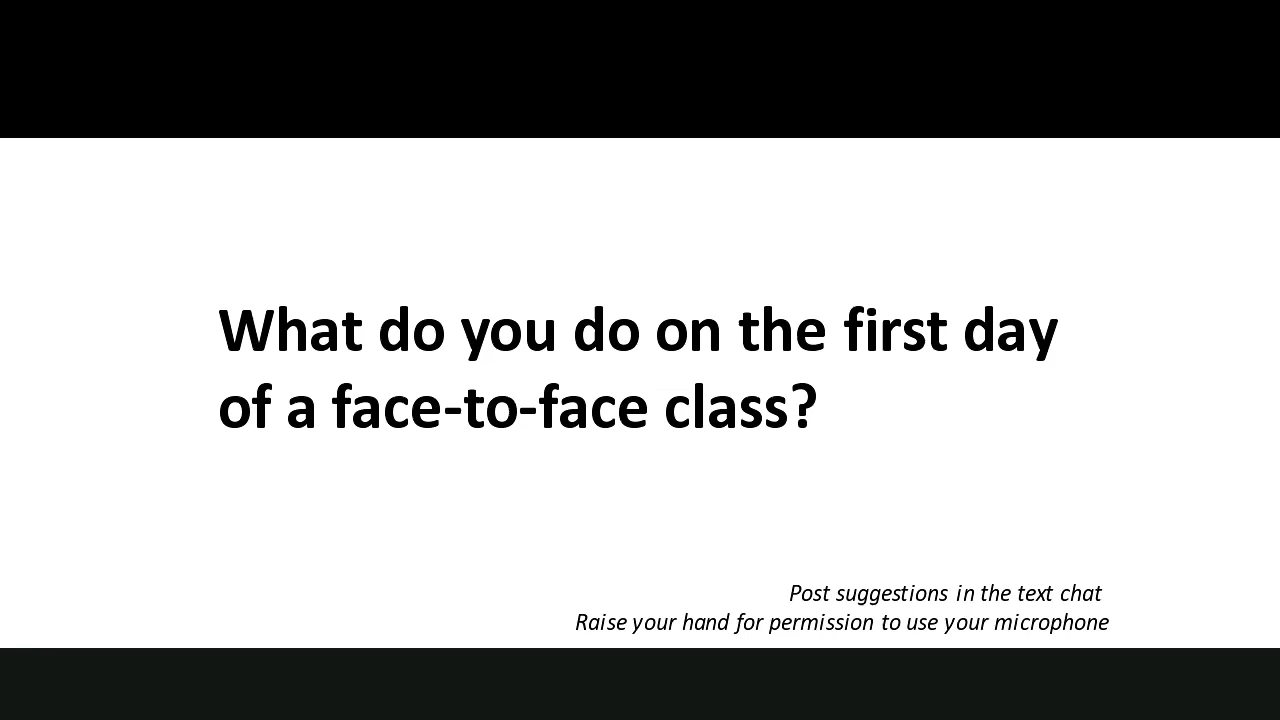 What do you do on the first day
of a face-to-face class?
Post suggestions in the text chat
Raise your hand for permission to use your microphone